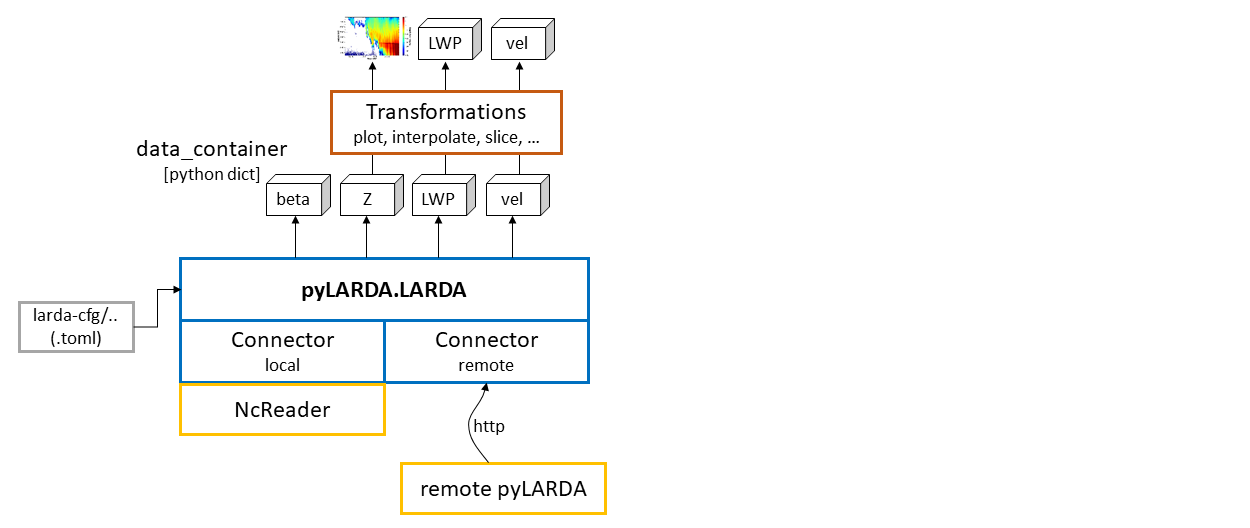 LWP
vel
Transformations
plot, interpolate, slice, ...
data_container
[python dict]
beta
Z
LWP
vel
pyLARDA.LARDA
larda-cfg/..
(.toml)
Connector
local
Connector
remote
NcReader
http
remote pyLARDA